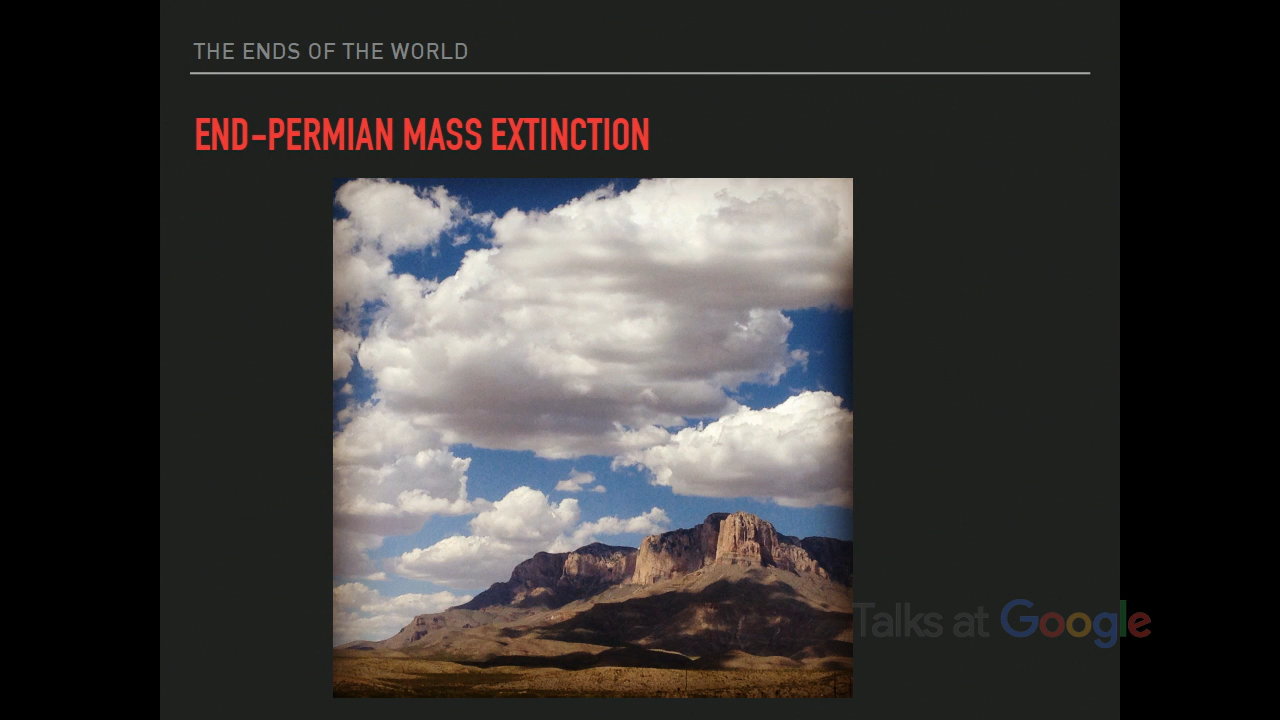 THE ENDS OF THE WORLD
END-PERMIAN MASS EXTINCTION
Talks at Google